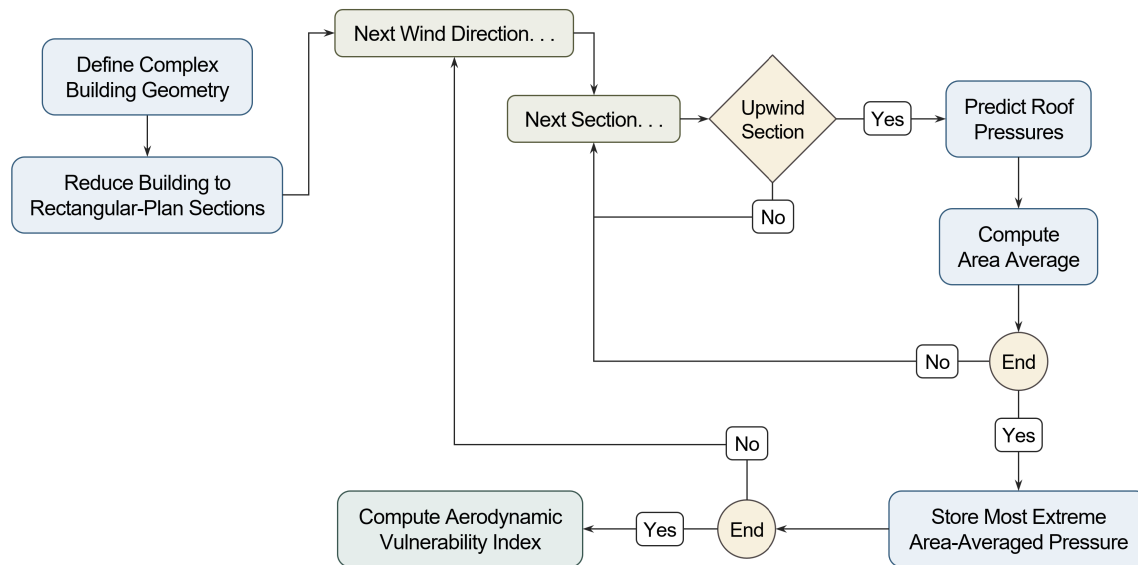 Define Complex
Building Geometry
Reduce Building to
Rectangular-Plan Sections
Next Wind Direction. . .
Next Section. . .
Upwind
Section
Yes
No
Predict Roof
Pressures
Compute
Area Average
End
No
Yes
Store Most Extreme
Area-Averaged Pressure
End
No
Yes
Compute Aerodynamic
Vulnerability Index